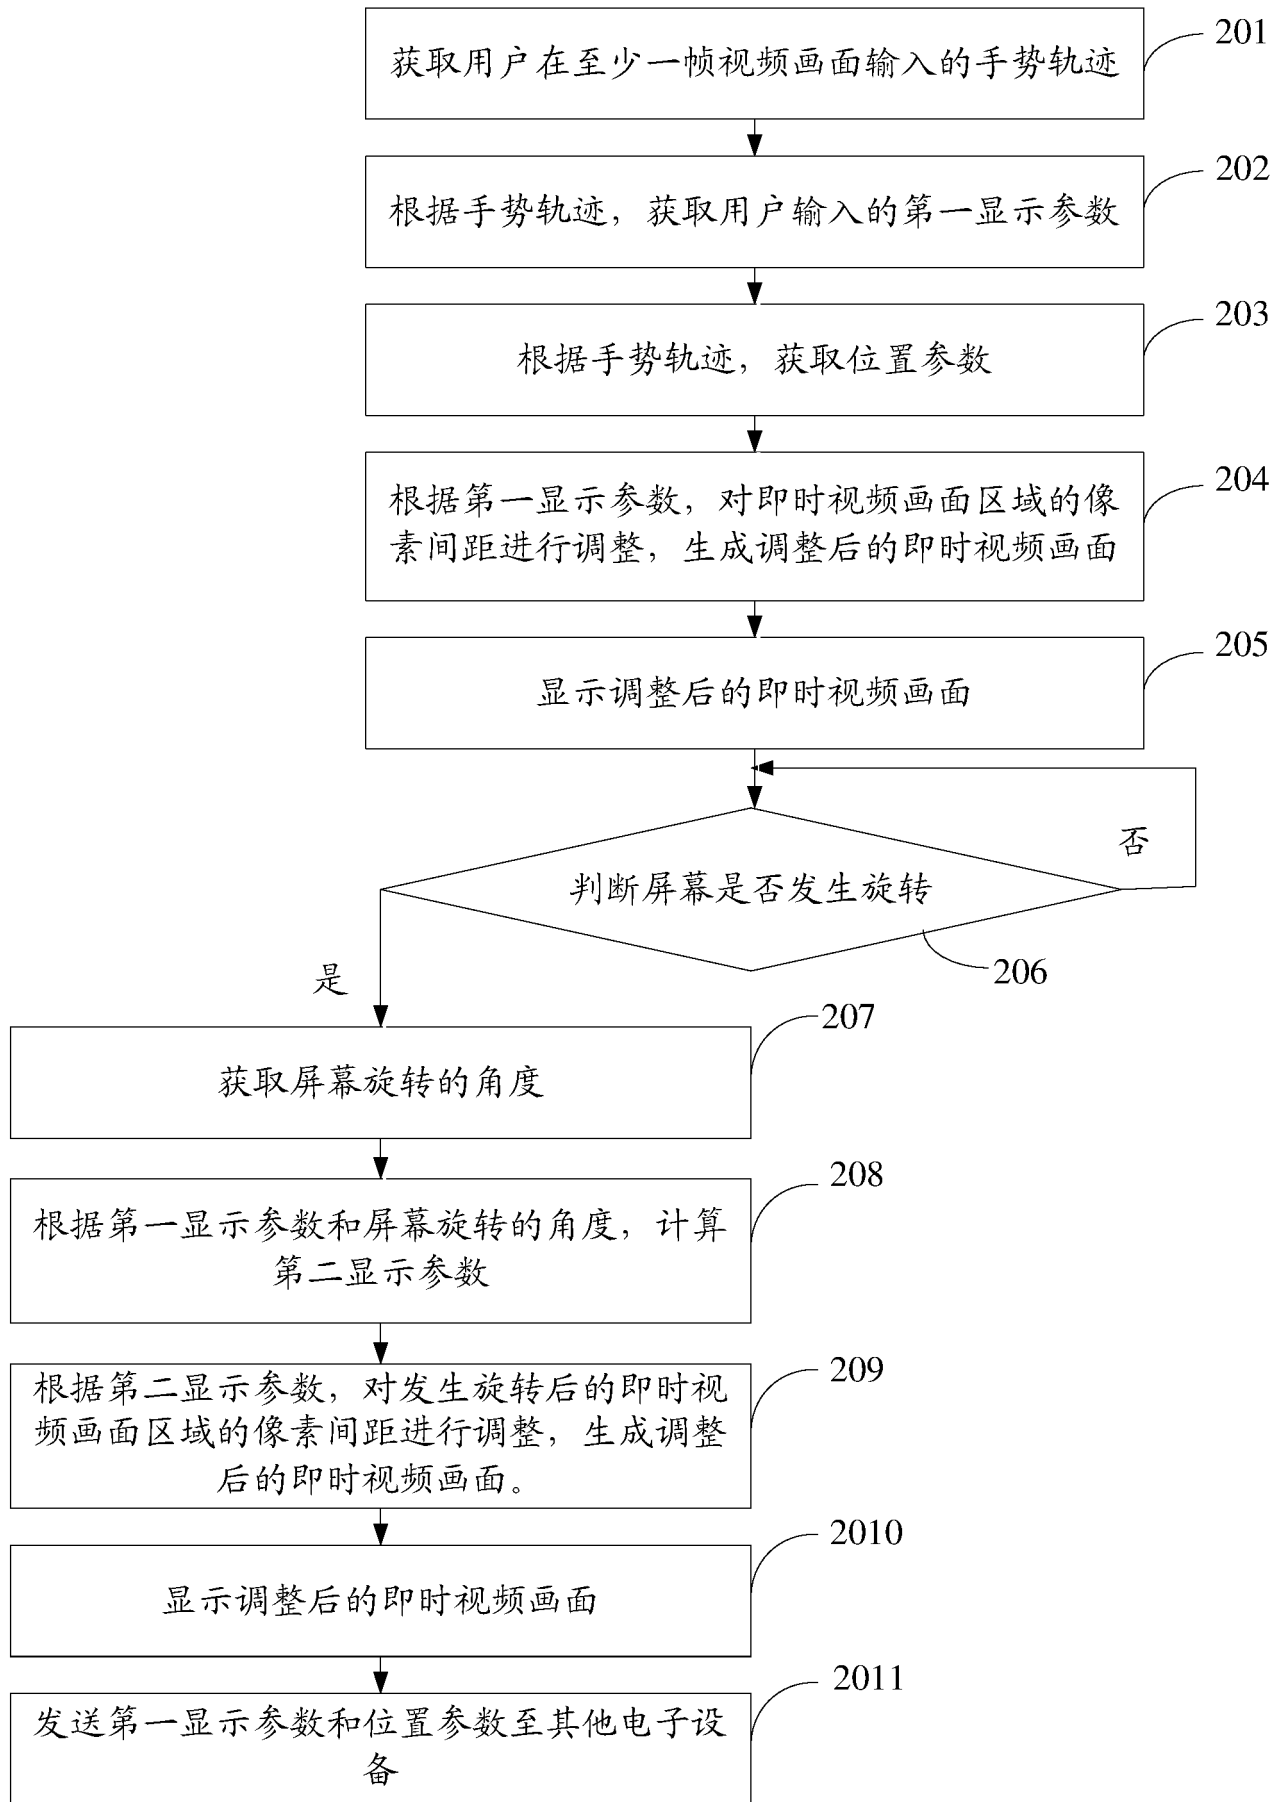 201
获取用户在至少一帧视频画面输入的手势轨迹
202
根据手势轨迹，获取用户输入的第一显示参数
203
根据手势轨迹，获取位置参数
204
根据第一显示参数，对即时视频画面区域的像
素间距进行调整，生成调整后的即时视频画面
205
显示调整后的即时视频画面
否
判断屏幕是否发生旋转
206
是
207
获取屏幕旋转的角度
208
根据第一显示参数和屏幕旋转的角度，计算
第二显示参数
209
根据第二显示参数，对发生旋转后的即时视
频画面区域的像素间距进行调整，生成调整
后的即时视频画面。
2010
显示调整后的即时视频画面
2011
发送第一显示参数和位置参数至其他电子设
备